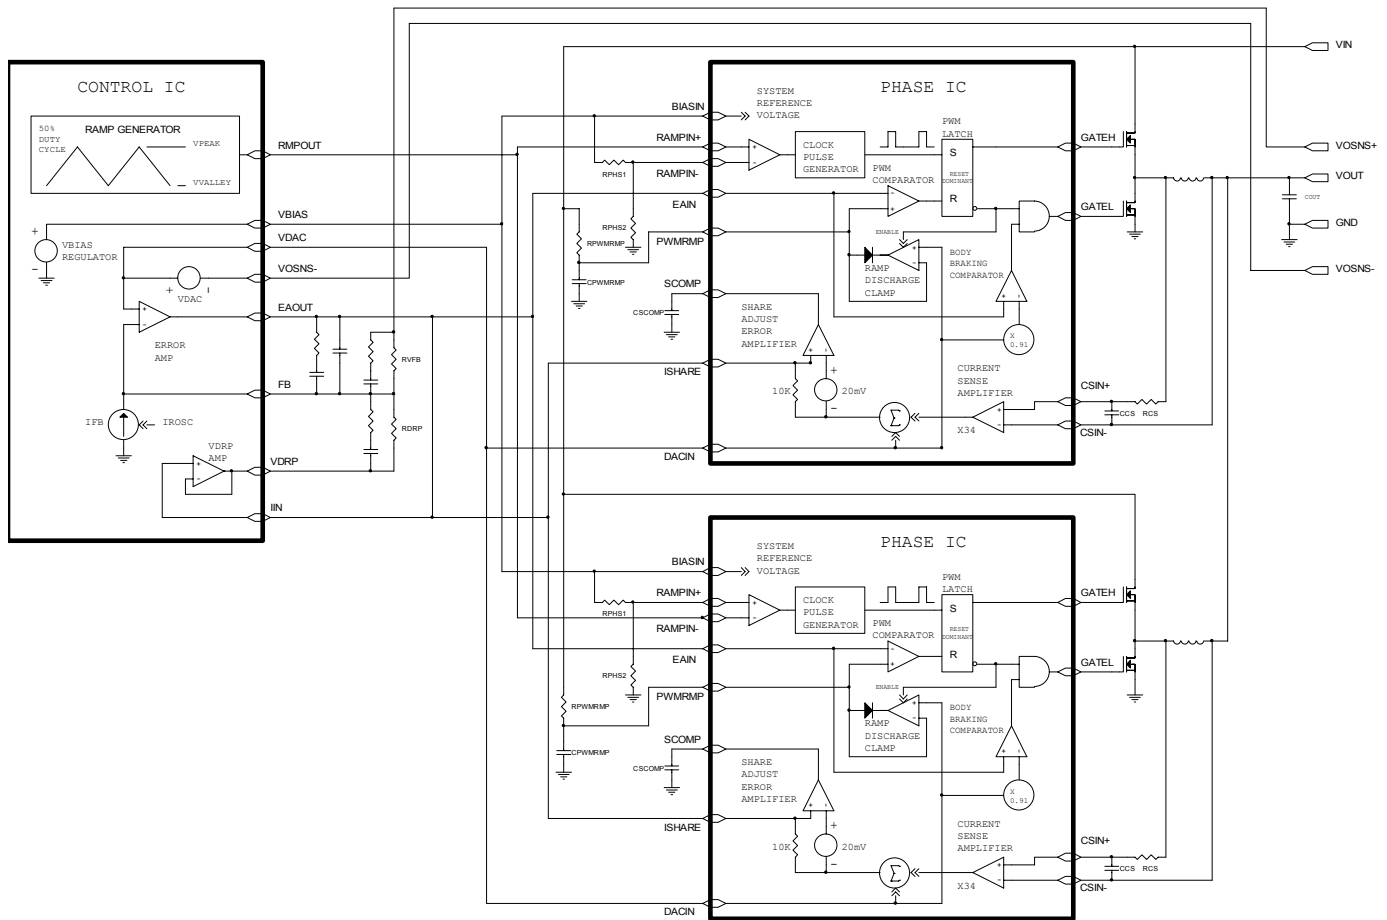 CONTROL IC
50%
DUTY
CYCLE
RAMP GENERATOR
VPEAK
VVALLEY
RMPOUT
VBIAS
VBIAS
REGULATOR
+
−
VDAC
VOSNS-
VDAC
+
-
EAOUT
+
-
ERROR
AMP
FB
IFB
IROSC
VDRP
AMP
+
-
VDRP
IIN
RVFB
RDRP
RPHS1
RPHS2
RPWMRMP
CPWMRMP
CSCOMP
BIASIN
RAMPIN+
RAMPIN-
EAIN
PWMRMP
SCOMP
ISHARE
DACIN
PHASE IC
SYSTEM
REFERENCE
VOLTAGE
+
-
CLOCK
PULSE
GENERATOR
PWM
LATCH
S
RESET
DOMINANT
R
PWM
COMPARATOR
-
+
ENABLE
+
-
RAMP
DISCHARGE
CLAMP
BODY
BRAKING
COMPARATOR
+
-
X
0.91
SHARE
ADJUST
ERROR
AMPLIFIER
+
-
10K
+
20mV
−
Σ
CURRENT
SENSE
AMPLIFIER
+
-
X34
GATEH
GATEL
CSIN+
CSIN-
CCS
RCS
VIN
VOSNS+
VOUT
COUT
GND
VOSNS-
RPHS1
RPHS2
RPWMRMP
CPWMRMP
CSCOMP
BIASIN
RAMPIN+
RAMPIN-
EAIN
PWMRMP
SCOMP
ISHARE
DACIN
PHASE IC
SYSTEM
REFERENCE
VOLTAGE
+
-
CLOCK
PULSE
GENERATOR
PWM
LATCH
S
RESET
DOMINANT
R
PWM
COMPARATOR
-
+
ENABLE
+
-
RAMP
DISCHARGE
CLAMP
BODY
BRAKING
COMPARATOR
+
-
X
0.91
SHARE
ADJUST
ERROR
AMPLIFIER
+
-
10K
+
20mV
−
Σ
CURRENT
SENSE
AMPLIFIER
+
-
X34
GATEH
GATEL
CSIN+
CSIN-
CCS
RCS